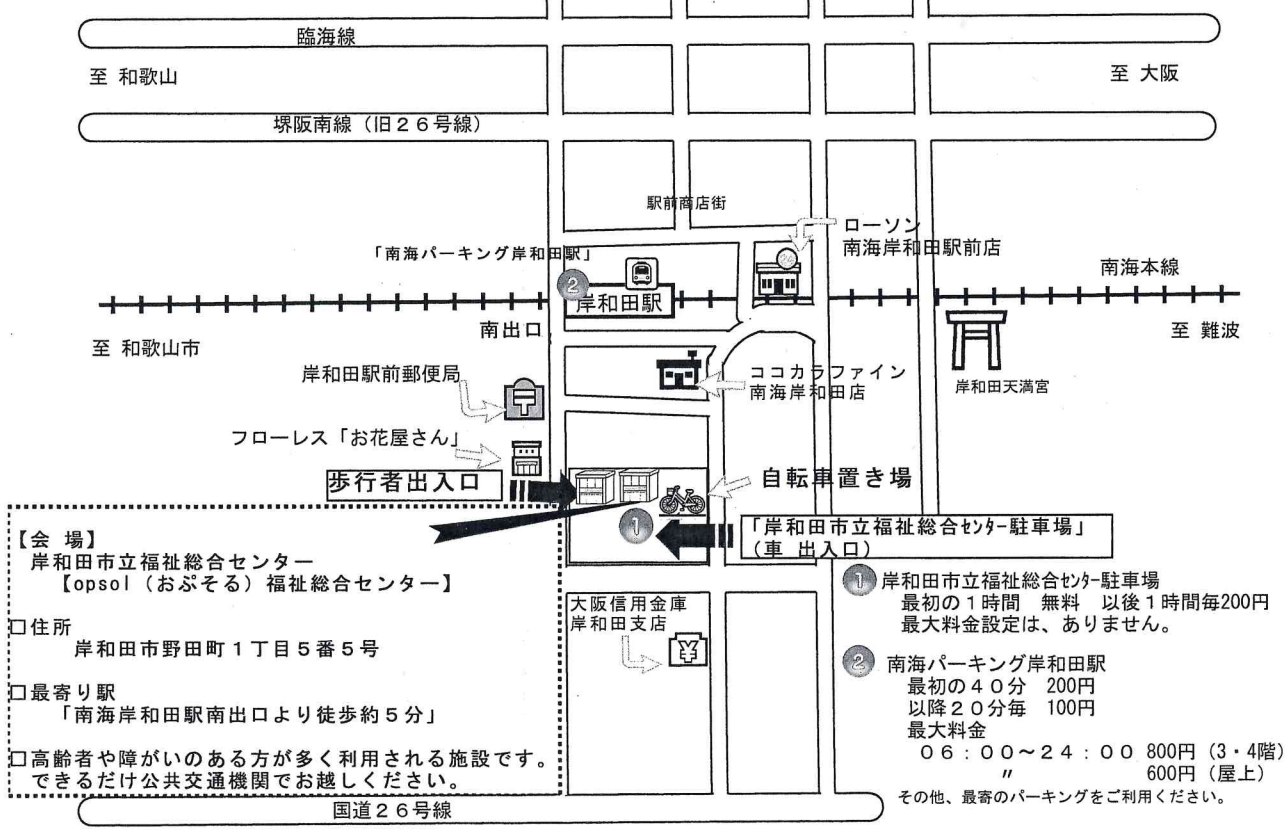 臨海線
至 和歌山
至 大阪
堺阪南線（旧２６号線）
駅前商店街
ローソン
南海岸和田駅前店
「南海パーキング岸和田駅」
24
南海本線
2
岸和田駅
南出口
至 和歌山市
至 難波
岸和田駅前郵便局
ココカラファイン
南海岸和田店
岸和田天満宮
フローレス「お花屋さん」
歩行者出入口
自転車置き場
1
「岸和田市立福祉総合ｾﾝﾀｰ駐車場」
（車 出入口）
【会 場】
岸和田市立福祉総合センター
【opsol（おぷそる）福祉総合センター】
□住所
岸和田市野田町１丁目５番５号
□最寄り駅
「南海岸和田駅南出口より徒歩約５分」
□高齢者や障がいのある方が多く利用される施設です。
できるだけ公共交通機関でお越しください。
大阪信用金庫
岸和田支店
¥
1 岸和田市立福祉総合ｾﾝﾀｰ駐車場
最初の１時間　無料　以後１時間毎200円
最大料金設定は、ありません。
2 南海パーキング岸和田駅
最初の４０分　200円
以降２０分毎　100円
最大料金
０６：００〜２４：００ 800円（3・4階）
〃 600円（屋上）
その他、最寄のパーキングをご利用ください。
国道２６号線